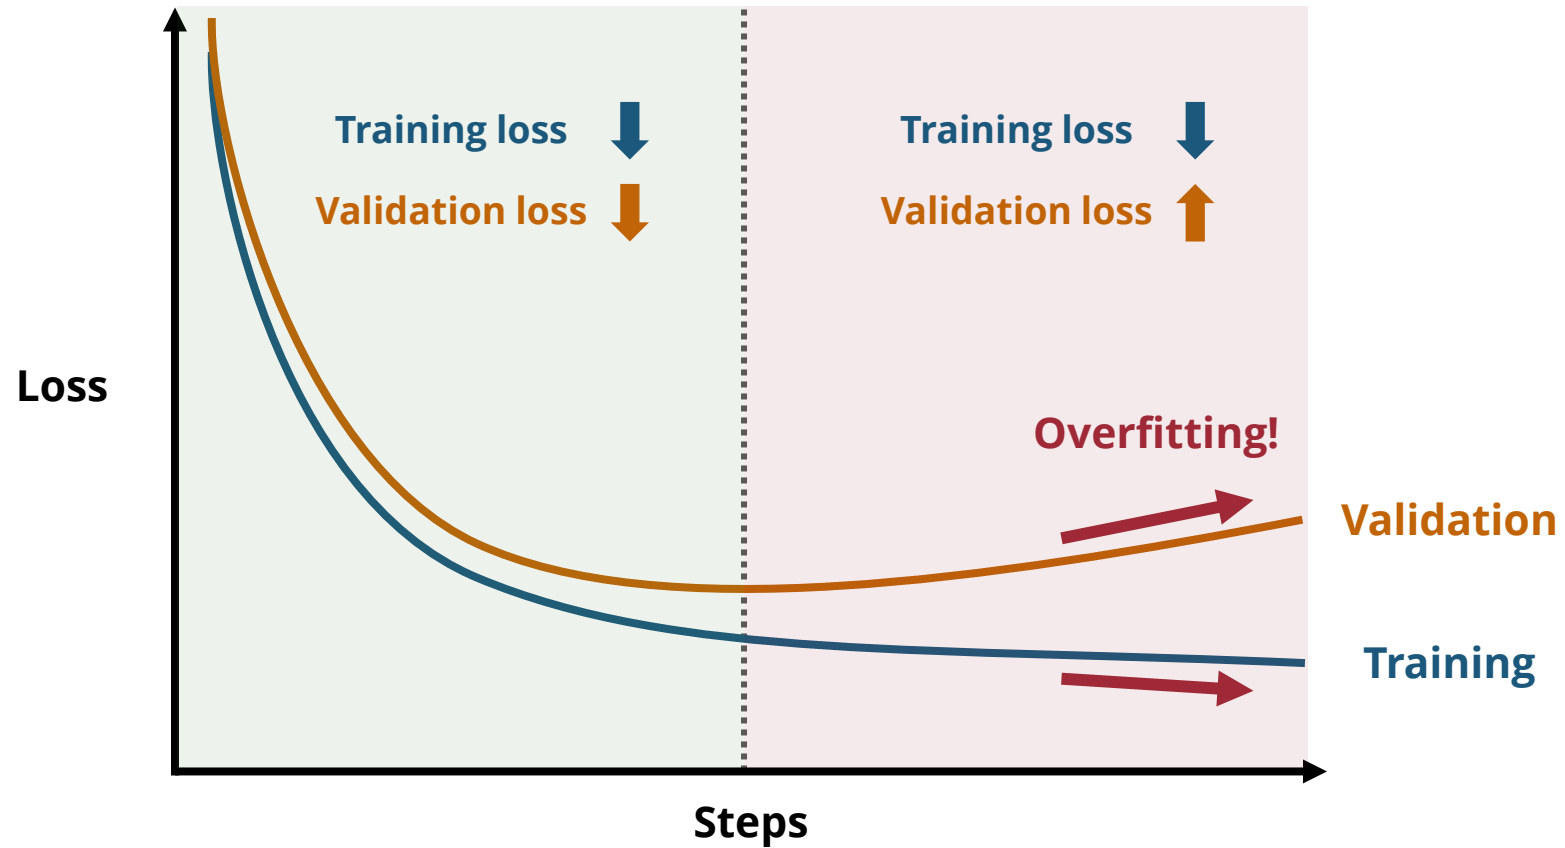 Training loss
Validation loss
Training loss
Validation loss
Loss
Overfitting!
Validation
Training
Steps